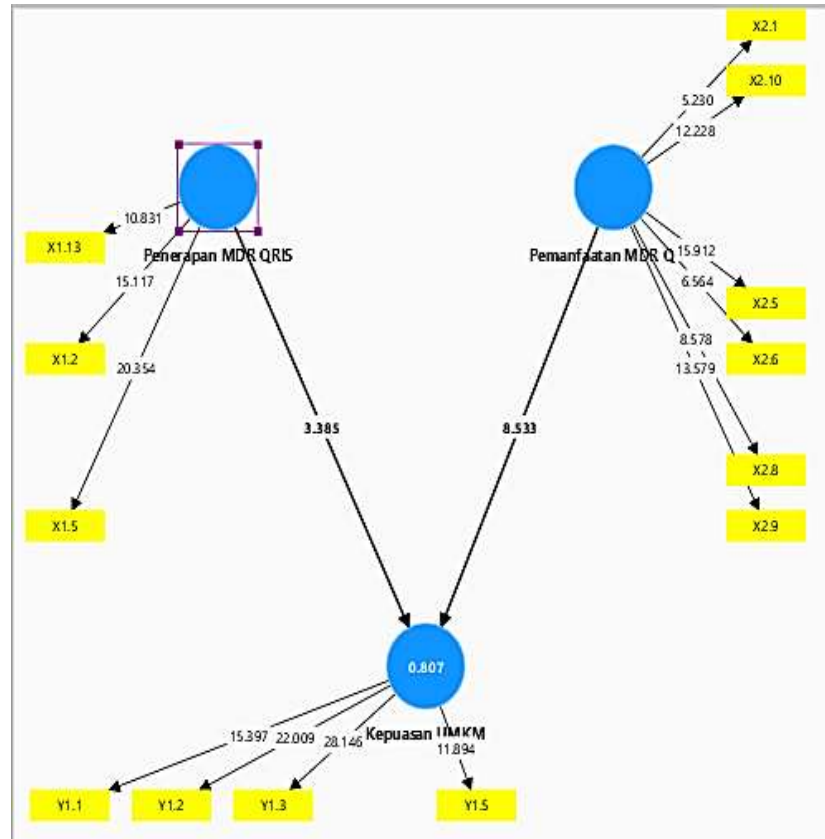 X2.1
X2.10
5.230
12.228
10.831
X1.13
Penerapan MDR QRIS
Pemanfaatan MDR Q
15.912
15.117
6.564
X2.5
8.578
X1.2
X2.6
20.354
13.579
3.385
8.533
X2.8
X1.5
X2.9
0.807
Kepuasan UMKM
15.397
22.009
28.146
11.894
Y1.1
Y1.2
Y1.3
Y1.5